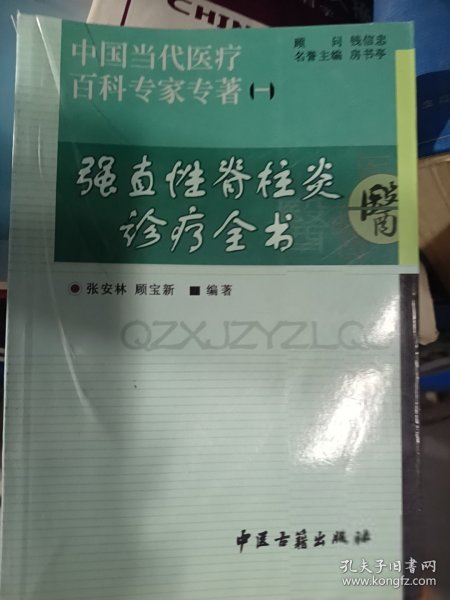 CHIN
中国当代医疗
百科专家专著(一)
顾 问 钱信忠
名誉主编 房书亭
强直性脊柱炎
诊疗全书
醫
张安林 顾宝新 编著
QZXJZYZLQS
中医古籍出版社
孔夫子旧书网
www.kongfz.com